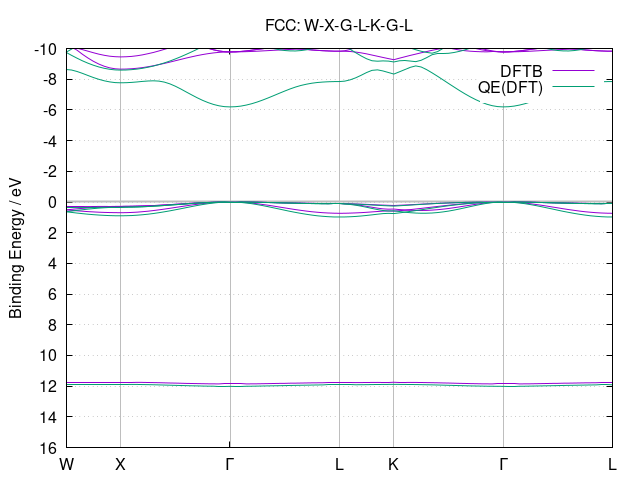 FCC: W-X-G-L-K-G-L
DFTB
QE(DFT)
Binding Energy / eV
-10
-8
-6
-4
-2
0
2
4
6
8
10
12
14
16
W X Γ L K Γ L